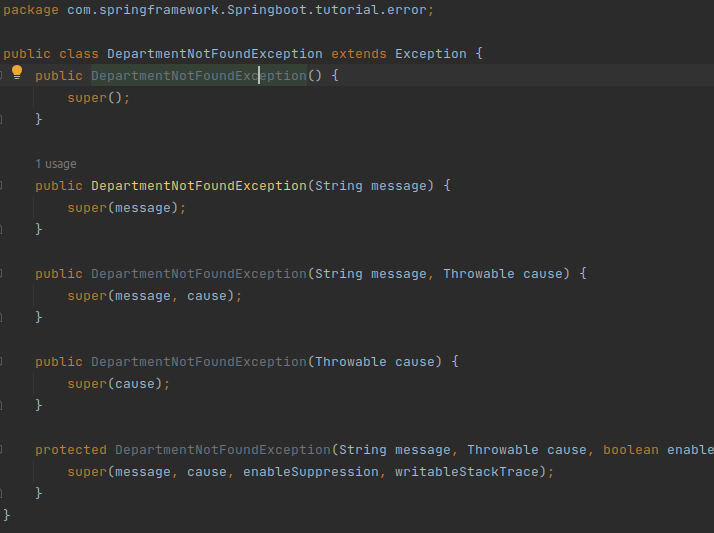 package com.springframework.Springboot.tutorial.error;
public class DepartmentNotFoundException extends Exception {
public DepartmentNotFoundException() {
super();
}
1 usage
public DepartmentNotFoundException(String message) {
super(message);
}
public DepartmentNotFoundException(String message, Throwable cause) {
super(message, cause);
}
public DepartmentNotFoundException(Throwable cause) {
super(cause);
}
protected DepartmentNotFoundException(String message, Throwable cause, boolean enable
super(message, cause, enableSuppression, writableStackTrace);
}
}